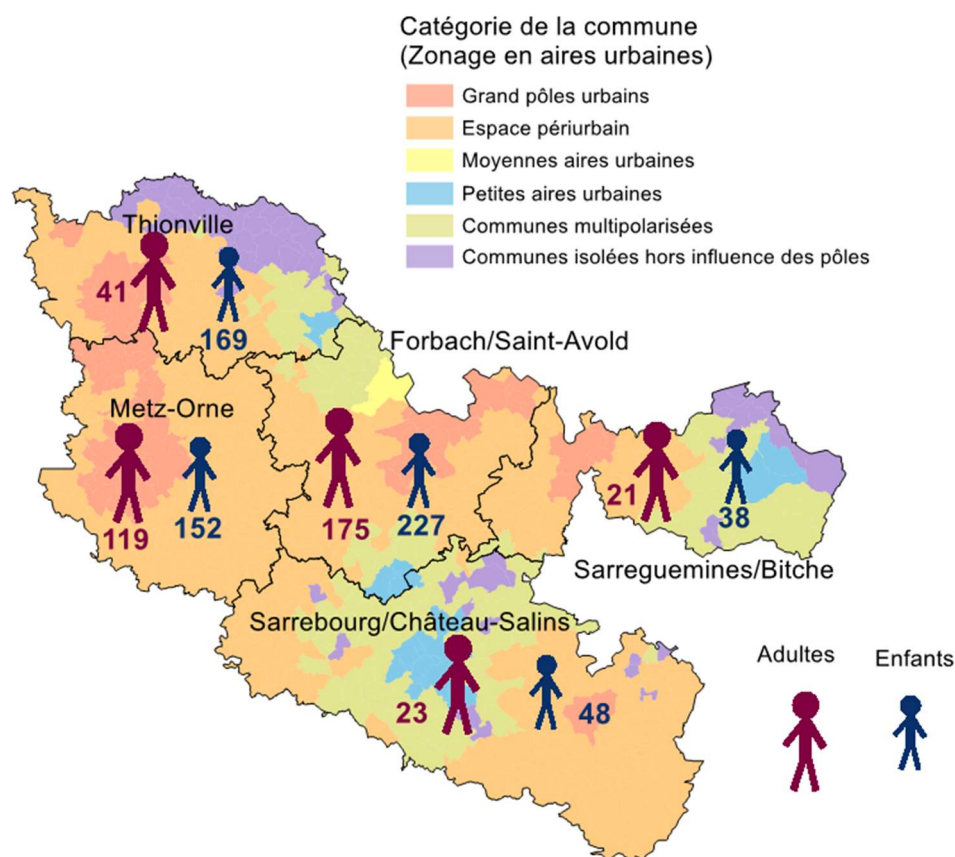 Catégorie de la commune
(Zonage en aires urbaines)
Grand pôles urbains
Espace périurbain
Moyennes aires urbaines
Petites aires urbaines
Communes multipolarisées
Communes isolées hors influence des pôles
Thionville
41
169
Forbach/Saint-Avold
Metz-Orne
119
152
175
227
21
38
Sarreguemines/Bitche
Sarrebourg/Château-Salins
23
48
Adultes
Enfants